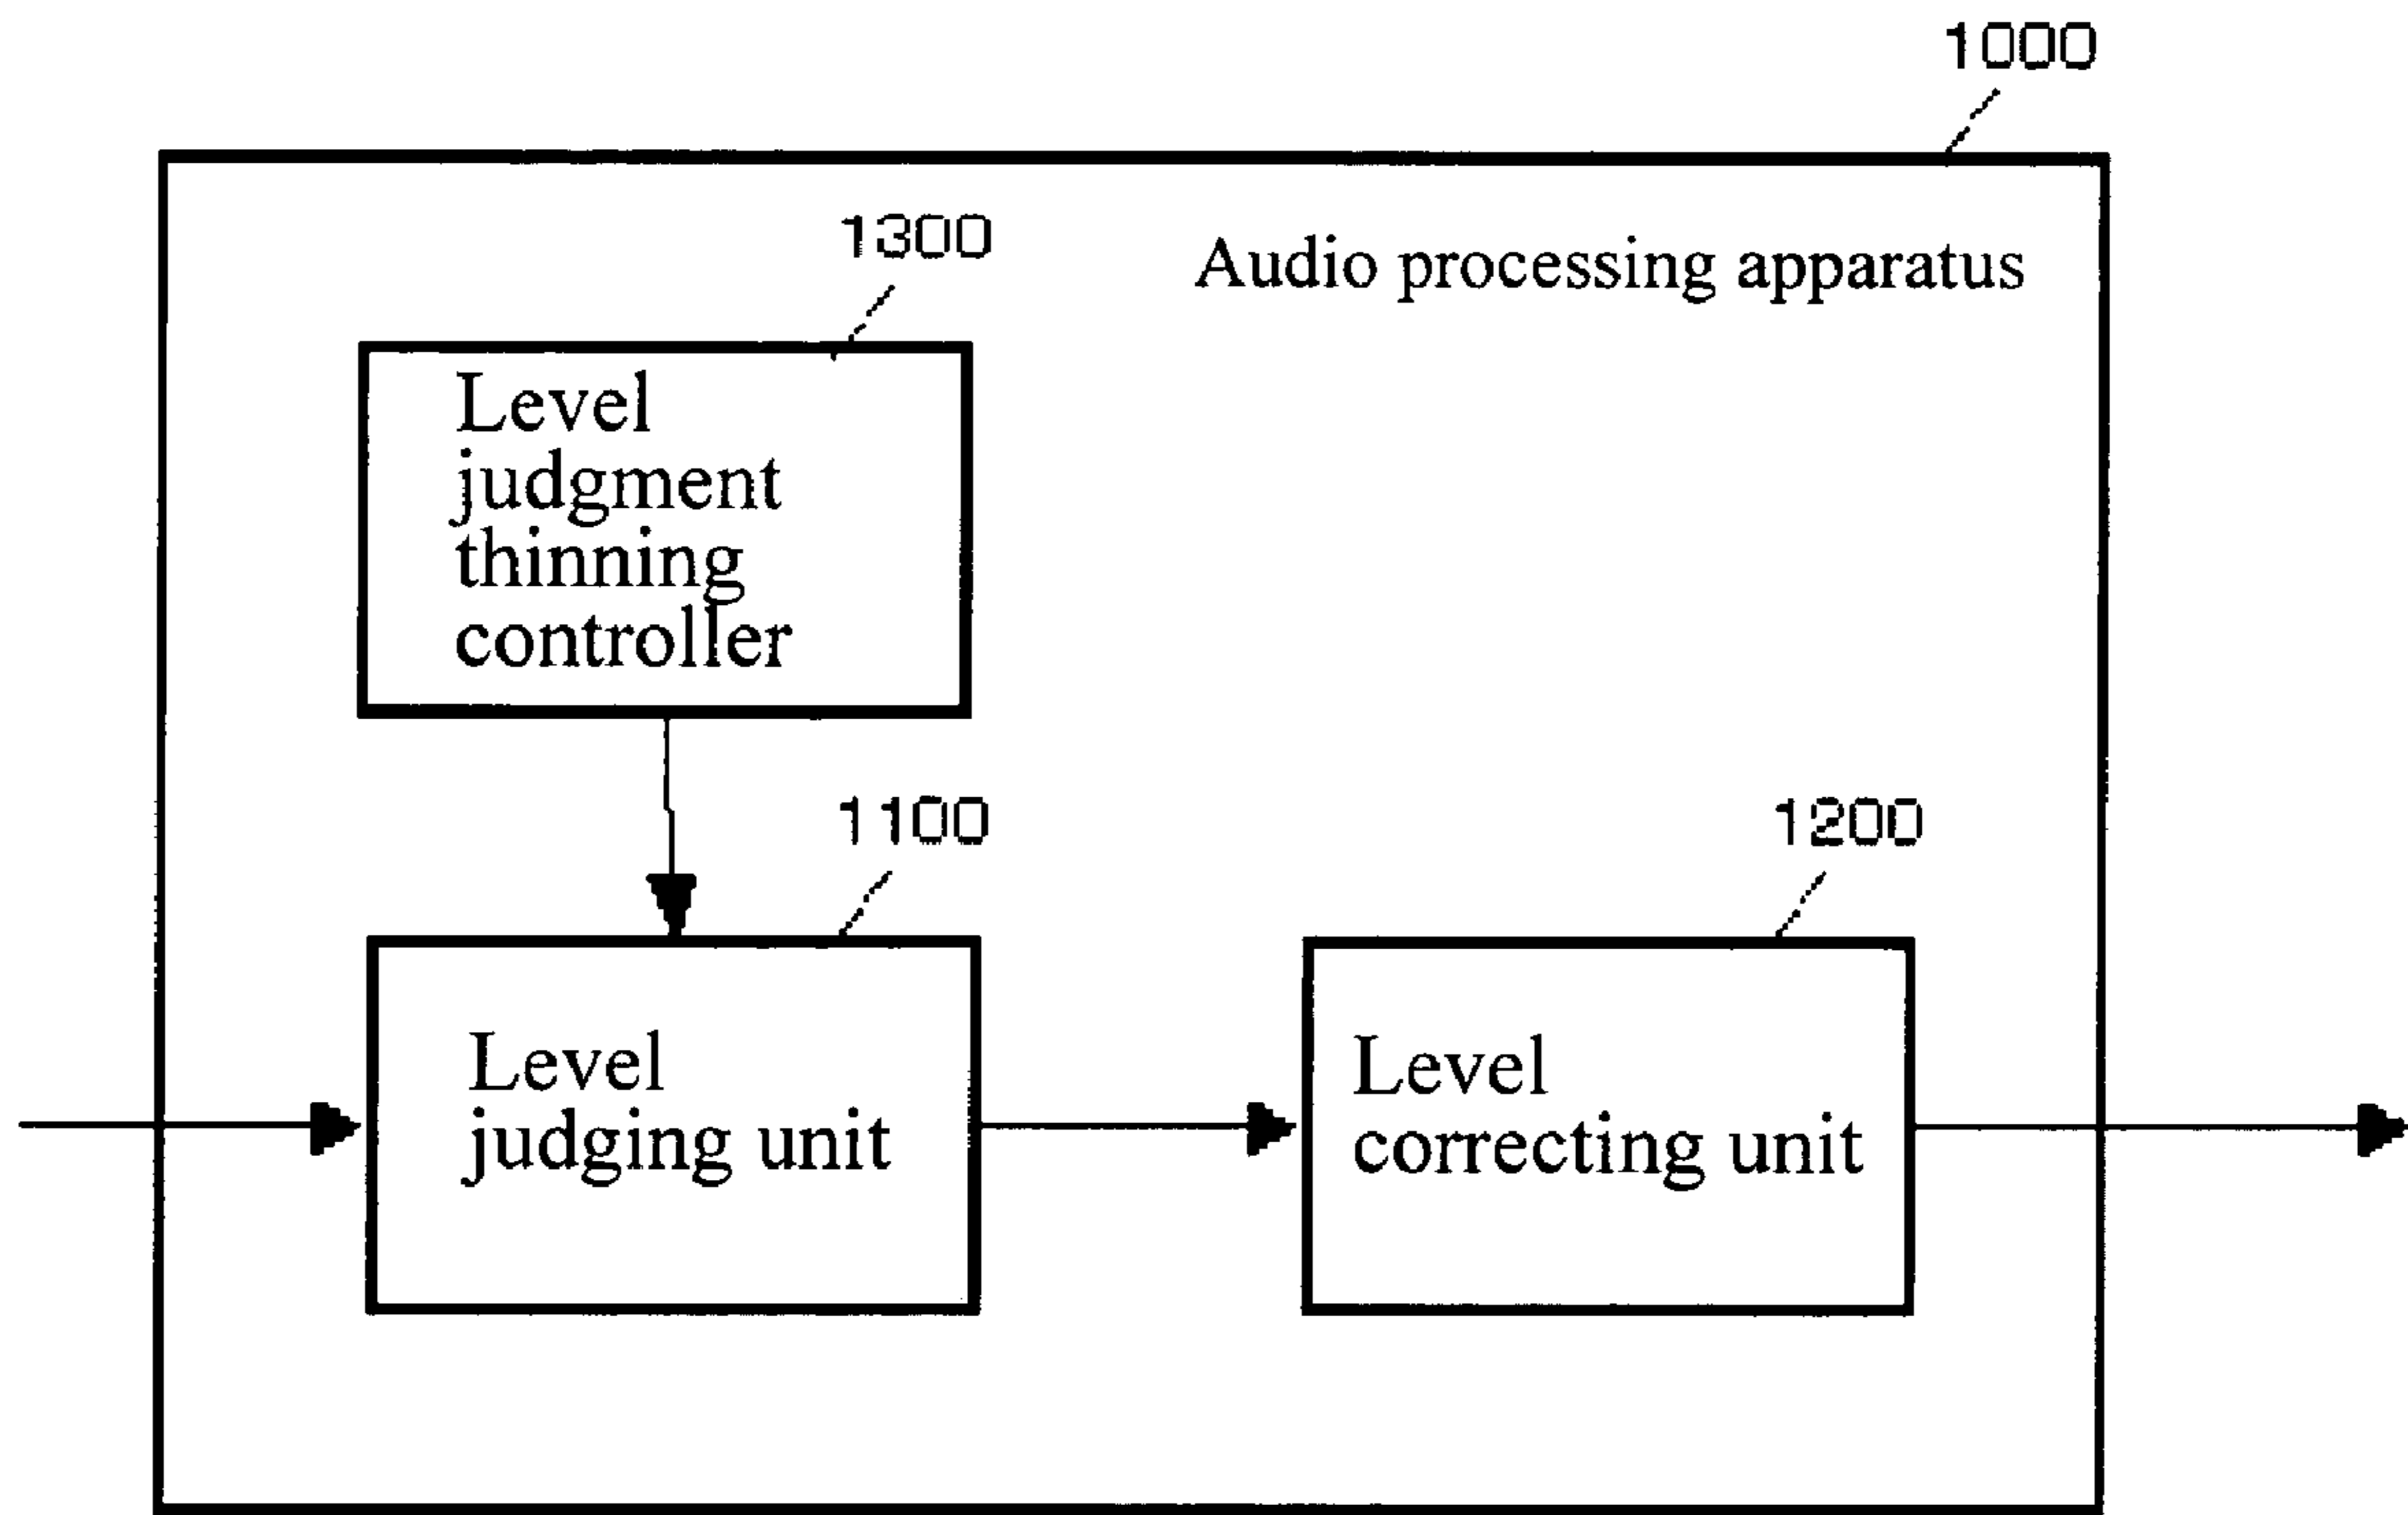 1000
1300
Audio processing apparatus
Level
judgment
thinning
controller
1100
1200
Level
judging unit
Level
correcting unit